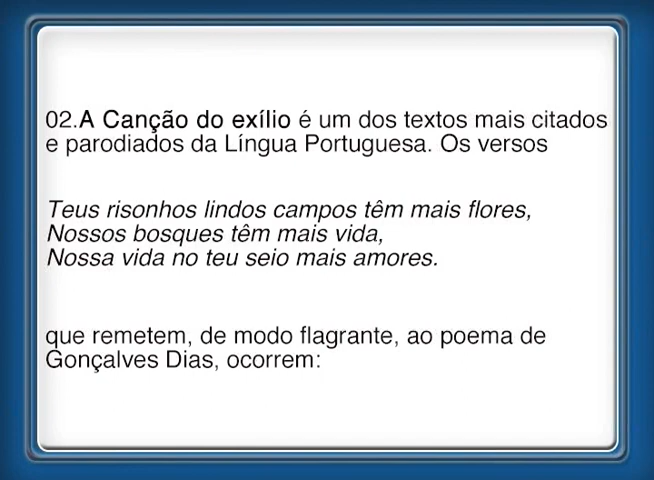 02.A Canção do exílio é um dos textos mais citados
e parodiados da Língua Portuguesa. Os versos
Teus risonhos lindos campos têm mais flores,
Nossos bosques têm mais vida,
Nossa vida no teu seio mais amores.
que remetem, de modo flagrante, ao poema de
Gonçalves Dias, ocorrem: